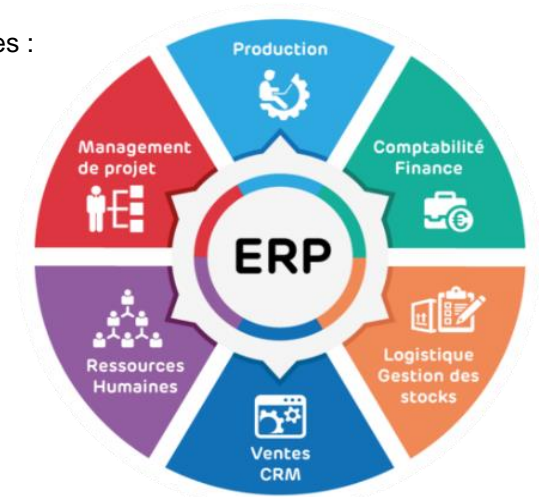 es :
Production
Comptabilité
Finance
Logistique
Gestion des
stocks
Ventes
CRM
Ressources
Humaines
Management
de projet
ERP